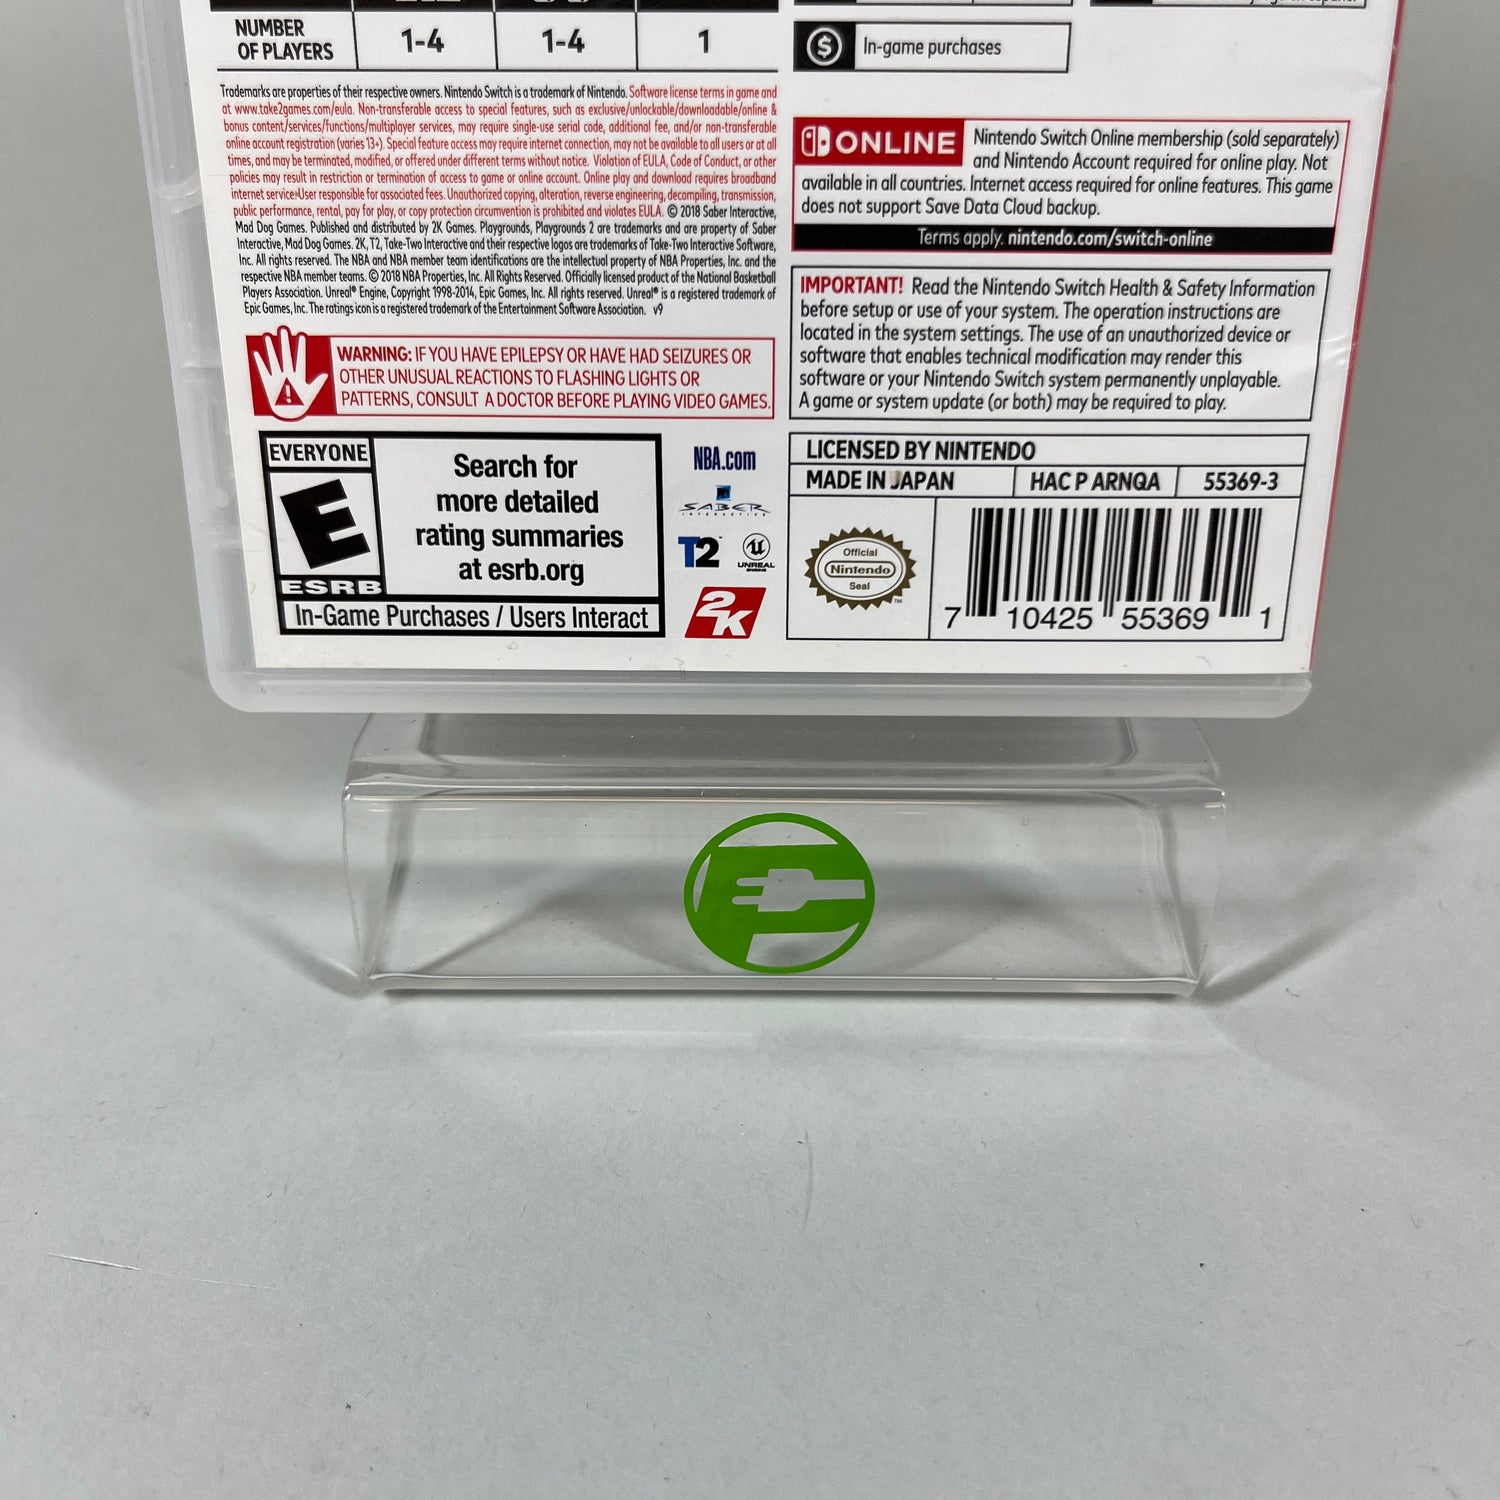 NUMBER
OF PLAYERS
1-4
1-4
1
In-game purchases
Trademarks are properties of their respective owners. Nintendo Switch is a trademark of Nintendo. Software license terms in game and
at www.take2games.com/eula. Non-transferable access to special features, such as exclusive/unlockable/downloadable/online &
bonus content/services/functions/multiplayer services, may require single-use serial code, additional fee, and/or non-transferable
online account registration (varies 13+). Special feature access may require internet connection, may not be available to all users or at all
times, and may be terminated, modified, or offered under different terms without notice. Violation of EULA, Code of Conduct, or other
policies may result in restriction or termination of access to game or online account. Online play and download requires broadband
internet service. User responsible for associated fees. Unauthorized copying, alteration, reverse engineering, decompiling, transmission,
public performance, rental, pay for play, or copy protection circumvention is prohibited and violates EULA. © 2018 Saber Interactive,
Mad Dog Games. Published and distributed by 2K Games. Playgrounds, Playgrounds 2 are trademarks and are property of Saber
Interactive, Mad Dog Games. 2K, T2, Take-Two Interactive and their respective logos are trademarks of Take-Two Interactive Software,
Inc. All rights reserved. The NBA and NBA member team identifications are the intellectual property of NBA Properties, Inc. and the
respective NBA member teams. © 2018 NBA Properties, Inc. All Rights Reserved. Officially licensed product of the National Basketball
Players Association. Unreal® Engine, Copyright 1998-2014, Epic Games, Inc. All rights reserved. Unreal® is a registered trademark of
Epic Games, Inc. The ratings icon is a registered trademark of the Entertainment Software Association. v9
WARNING: IF YOU HAVE EPILEPSY OR HAVE HAD SEIZURES OR
OTHER UNUSUAL REACTIONS TO FLASHING LIGHTS OR
PATTERNS, CONSULT A DOCTOR BEFORE PLAYING VIDEO GAMES.
EVERYONE
E
ESRB
Search for
more detailed
rating summaries
at esrb.org
In-Game Purchases / Users Interact
NBA.com
SABER
INTERACTIVE
T2
UNREAL
ENGINE
2K
ONLINE
Nintendo Switch Online membership (sold separately)
and Nintendo Account required for online play. Not
available in all countries. Internet access required for online features. This game
does not support Save Data Cloud backup.
Terms apply. nintendo.com/switch-online
IMPORTANT! Read the Nintendo Switch Health & Safety Information
before setup or use of your system. The operation instructions are
located in the system settings. The use of an unauthorized device or
software that enables technical modification may render this
software or your Nintendo Switch system permanently unplayable.
A game or system update (or both) may be required to play.
LICENSED BY NINTENDO
MADE IN JAPAN
HAC P ARNQA
55369-3
Official
Nintendo
Seal
TM
7 10425 55369 1